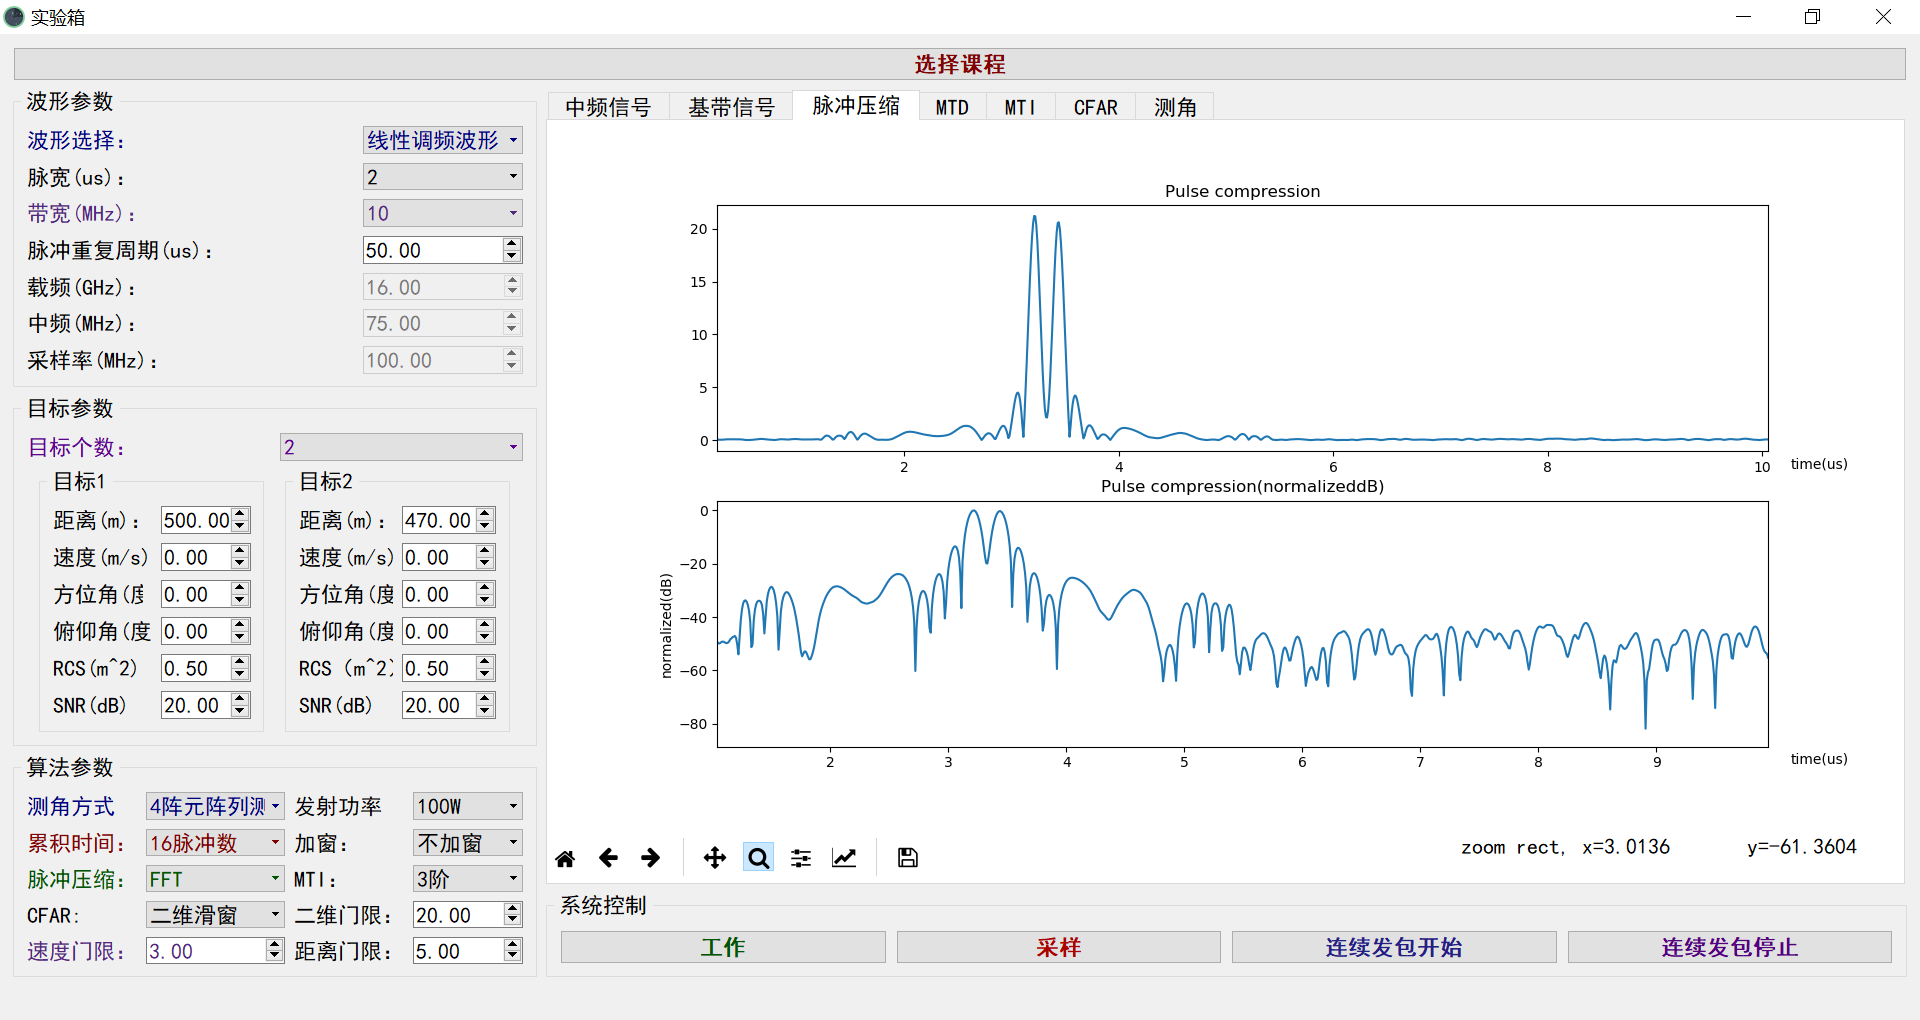 实验箱
选择课程
波形参数
波形选择： 线性调频波形
脉宽(us)： 2
带宽(MHz)： 10
脉冲重复周期(us)： 50.00
载频(GHz)： 16.00
中频(MHz)： 75.00
采样率(MHz)： 100.00
目标参数
目标个数： 2
目标1
距离(m)： 500.00
速度(m/s) 0.00
方位角(度 0.00
俯仰角(度 0.00
RCS(m^2) 0.50
SNR(dB) 20.00
目标2
距离(m)： 470.00
速度(m/s) 0.00
方位角(度 0.00
俯仰角(度 0.00
RCS (m^2) 0.50
SNR(dB) 20.00
算法参数
测角方式 4阵元阵列测 发射功率 100W
累积时间： 16脉冲数 加窗： 不加窗
脉冲压缩： FFT MTI： 3阶
CFAR: 二维滑窗 二维门限： 20.00
速度门限： 3.00 距离门限： 5.00
中频信号 基带信号 脉冲压缩 MTD MTI CFAR 测角
Pulse compression
20
15
10
5
0
2 4 6 8 10 time(us)
Pulse compression(normalizeddB)
normalized(dB)
0
−20
−40
−60
−80
2 3 4 5 6 7 8 9 time(us)
zoom rect, x=3.0136 y=-61.3604
系统控制
工作 采样 连续发包开始 连续发包停止